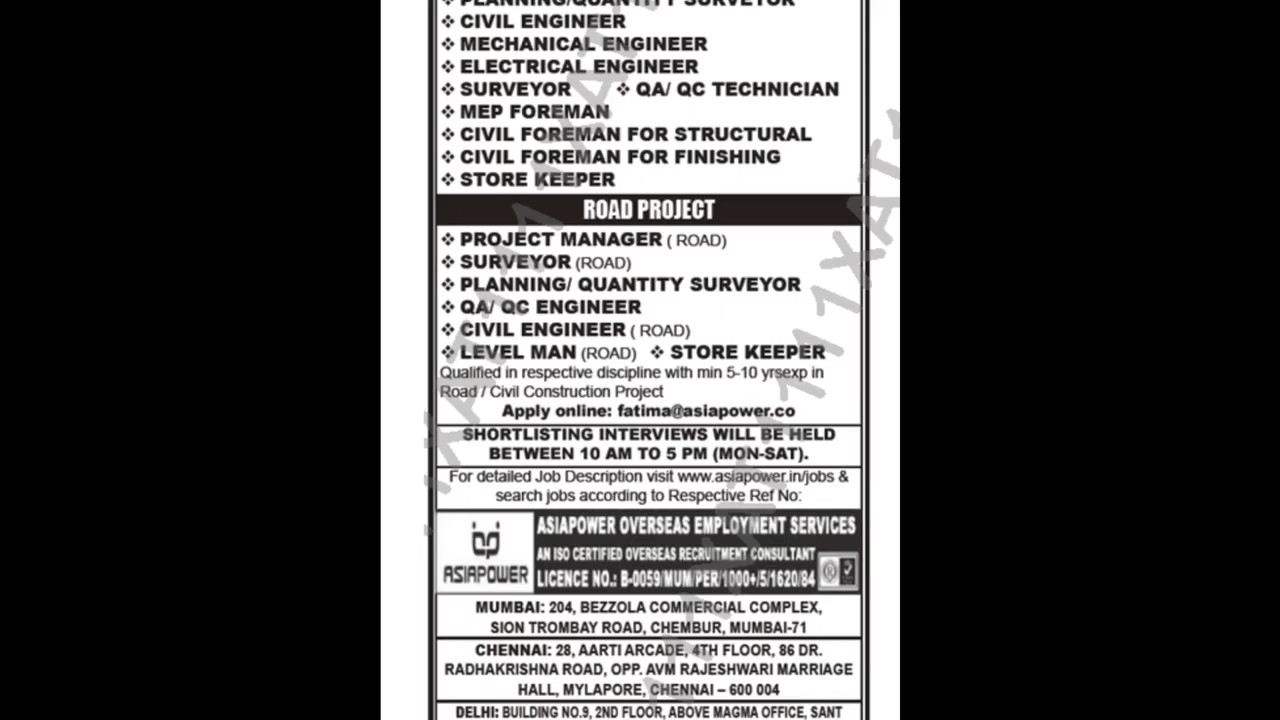 PLANNING/QUANTITY SURVEYOR
❖ CIVIL ENGINEER
❖ MECHANICAL ENGINEER
❖ ELECTRICAL ENGINEER
❖ SURVEYOR ❖ QA/ QC TECHNICIAN
❖ MEP FOREMAN
❖ CIVIL FOREMAN FOR STRUCTURAL
❖ CIVIL FOREMAN FOR FINISHING
❖ STORE KEEPER
ROAD PROJECT
❖ PROJECT MANAGER ( ROAD)
❖ SURVEYOR (ROAD)
❖ PLANNING/ QUANTITY SURVEYOR
❖ QA/ QC ENGINEER
❖ CIVIL ENGINEER ( ROAD)
❖ LEVEL MAN (ROAD) ❖ STORE KEEPER
Qualified in respective discipline with min 5-10 yrsexp in
Road / Civil Construction Project
Apply online: fatima@asiapower.co
SHORTLISTING INTERVIEWS WILL BE HELD
BETWEEN 10 AM TO 5 PM (MON-SAT).
For detailed Job Description visit www.asiapower.in/jobs &
search jobs according to Respective Ref No:
ASIAPOWER
ASIAPOWER OVERSEAS EMPLOYMENT SERVICES
AN ISO CERTIFIED OVERSEAS RECRUITMENT CONSULTANT
LICENCE NO.: B-0059/MUM/PER/1000+/5/1620/84
MUMBAI: 204, BEZZOLA COMMERCIAL COMPLEX,
SION TROMBAY ROAD, CHEMBUR, MUMBAI-71
CHENNAI: 28, AARTI ARCADE, 4TH FLOOR, 86 DR.
RADHAKRISHNA ROAD, OPP. AVM RAJESHWARI MARRIAGE
HALL, MYLAPORE, CHENNAI – 600 004
DELHI: BUILDING NO.9, 2ND FLOOR, ABOVE MAGMA OFFICE, SANT